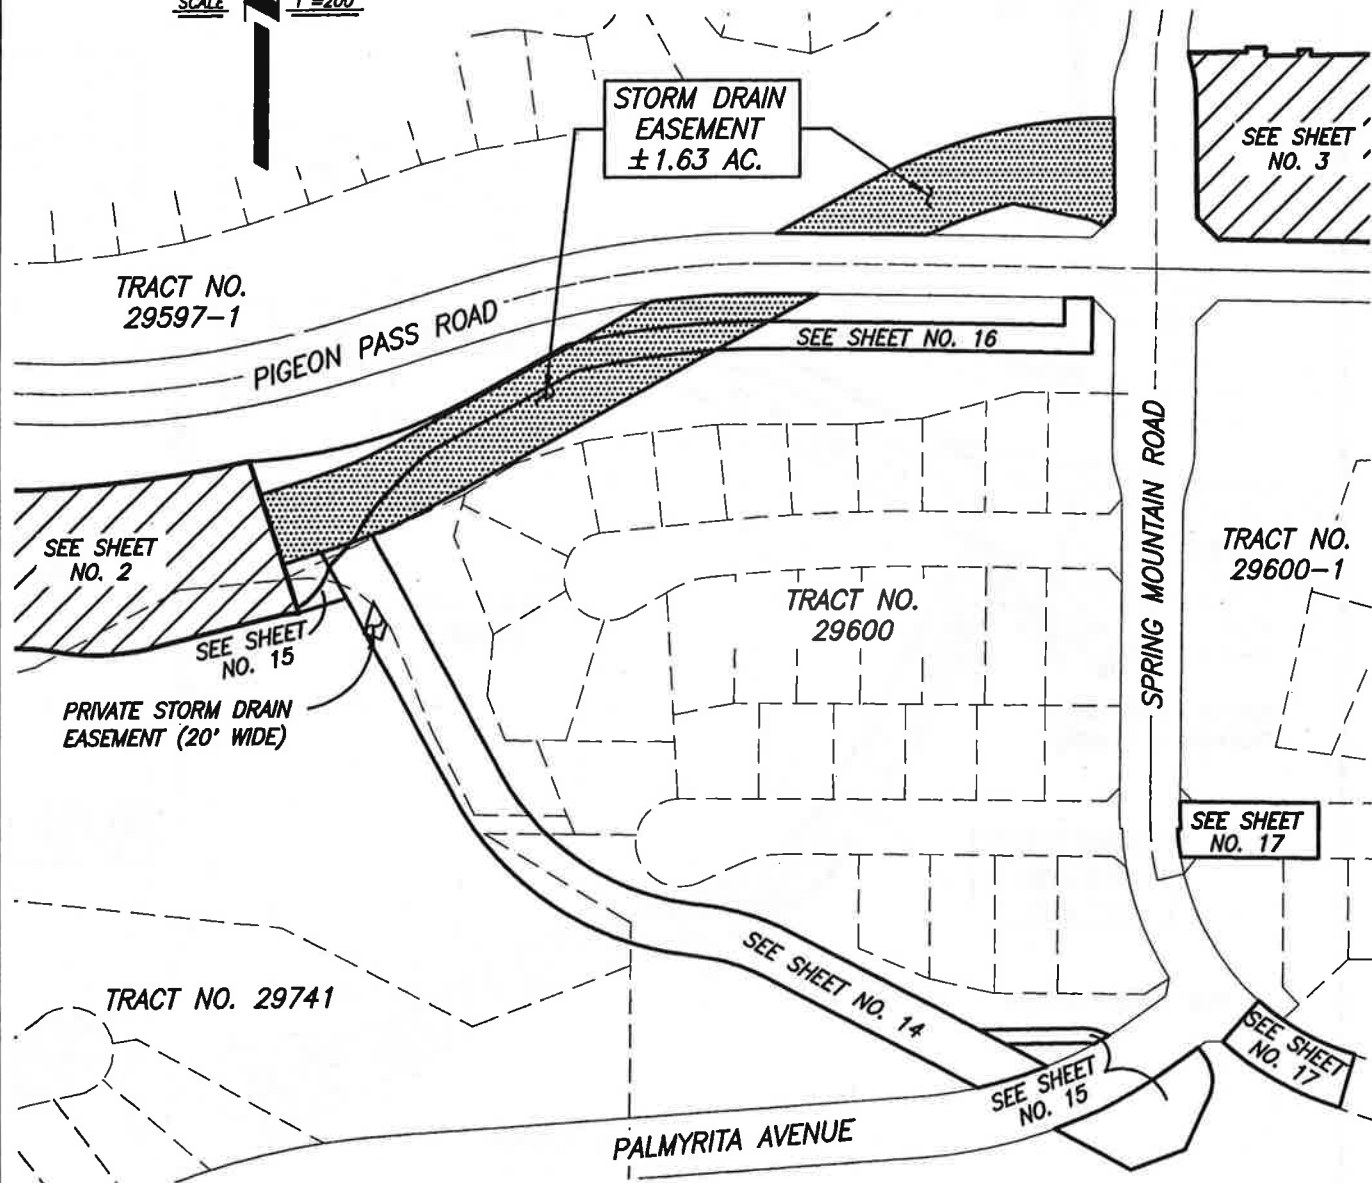 SCALE 1"=200'
STORM DRAIN
EASEMENT
±1.63 AC.
SEE SHEET
NO. 3
TRACT NO.
29597-1
PIGEON PASS ROAD
SEE SHEET NO. 16
SEE SHEET
NO. 2
SEE SHEET
NO. 15
PRIVATE STORM DRAIN
EASEMENT (20' WIDE)
TRACT NO.
29600
SPRING MOUNTAIN ROAD
TRACT NO.
29600-1
SEE SHEET
NO. 17
SEE SHEET NO. 14
TRACT NO. 29741
SEE SHEET
NO. 17
SEE SHEET
NO. 15
PALMYRITA AVENUE